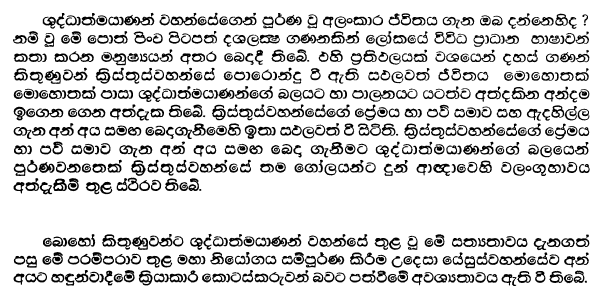 ශුද්ධාත්මයාණන් වහන්සේගෙන් පූර්ණ වූ අලංකාර ජීවිතය ගැන ඔබ දන්නෙහිද ?
නම් වූ මේ පොත් පිංච පිටපත් දශලක්‍ෂ ගණනකින් ලෝකයේ විවිධ ප්‍රාධාන භාෂාවන්
කතා කරන මනුෂ්‍යයන් අතර බෙදාදී තිබේ. එහි ප්‍රතිඵලයක් වශයෙන් දහස් ගණන්
කිතුණුවන් ක්‍රිස්තුස්වහන්සේ පොරොන්දු වී ඇති සඵලවත් ජීවිතය මොහොතක්
මොහොතක් පාසා ශුද්ධාත්මයාණන්ගේ බලයට හා පාලනයට යටත්ව අත්දකින අන්දම
ඉගෙන ගෙන අත්දැක තිබේ. ක්‍රිස්තුස්වහන්සේගේ ප්‍රේමය හා පව් සමාව සහ ඇදහිල්ල
ගැන අන් අය සමඟ බෙදාගැනීමෙහි ඉතා සඵලවත් වී සිටිති. ක්‍රිස්තුස්වහන්සේගේ ප්‍රේමය
හා පව් සමාව ගැන අන් අය සමඟ බෙදා ගැනීමට ශුද්ධාත්මයාණන්ගේ බලයෙන්
පූර්ණවනතෙක් ක්‍රිස්තුස්වහන්සේ තම ගෝලයන්ට දුන් ආඥාවෙහි වලංගුභාවය
අත්දැකීම් තුළ ස්ථිරව තිබේ.
බොහෝ කිතුණුවන්ට ශුද්ධාත්මයාණන් වහන්සේ තුළ වූ මේ සත්‍යතාවය දැනගත්
පසු මේ පරම්පරාව තුළ මහා නියෝගය සම්පූර්ණ කිරීම උදෙසා යේසුස්වහන්සේව අන්
අයට හඳුන්වාදීමේ ක්‍රියාකාරී කොටස්කරුවන් බවට පත්වීමේ අවශ්‍යතාවය ඇති වී තිබේ.